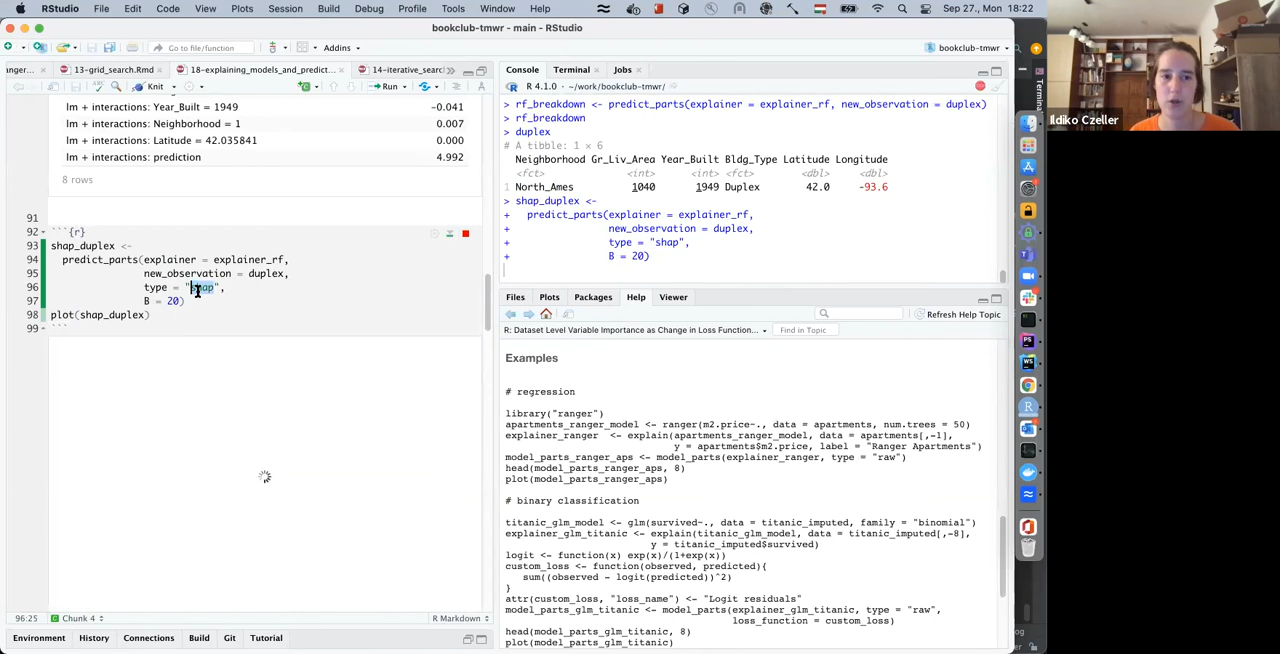 RStudio File Edit Code View Plots Session Build Debug Profile Tools Window Help Sep 27., Mon 18:22
bookclub-tmwr - main - RStudio
Go to file/function Addins bookclub-tmwr
anger... 13-grid_search.Rmd 18-explaining_models_and_predict... 14-iterative_searc
Knit Run
lm + interactions: Year_Built = 1949 -0.041
lm + interactions: Neighborhood = 1 0.007
lm + interactions: Latitude = 42.035841 0.000
lm + interactions: prediction 4.992
8 rows
91
92 ```{r}
93 shap_duplex <-
94 predict_parts(explainer = explainer_rf,
95 new_observation = duplex,
96 type = "shap",
97 B = 20)
98 plot(shap_duplex)
99 ```
96:25 Chunk 4 R Markdown
Environment History Connections Build Git Tutorial
Console Terminal Jobs
R 4.1.0 · ~/work/bookclub-tmwr/
> rf_breakdown <- predict_parts(explainer = explainer_rf, new_observation = duplex)
> rf_breakdown
> duplex
# A tibble: 1 × 6
Neighborhood Gr_Liv_Area Year_Built Bldg_Type Latitude Longitude
<fct> <int> <int> <fct> <dbl> <dbl>
1 North_Ames 1040 1949 Duplex 42.0 -93.6
> shap_duplex <-
+ predict_parts(explainer = explainer_rf,
+ new_observation = duplex,
+ type = "shap",
+ B = 20)
Files Plots Packages Help Viewer
Refresh Help Topic
R: Dataset Level Variable Importance as Change in Loss Function... Find in Topic
Examples
# regression
library("ranger")
apartments_ranger_model <- ranger(m2.price~., data = apartments, num.trees = 50)
explainer_ranger <- explain(apartments_ranger_model, data = apartments[,-1],
y = apartments$m2.price, label = "Ranger Apartments")
model_parts_ranger_aps <- model_parts(explainer_ranger, type = "raw")
head(model_parts_ranger_aps, 8)
plot(model_parts_ranger_aps)
# binary classification
titanic_glm_model <- glm(survived~., data = titanic_imputed, family = "binomial")
explainer_glm_titanic <- explain(titanic_glm_model, data = titanic_imputed[,-8],
y = titanic_imputed$survived)
logit <- function(x) exp(x)/(1+exp(x))
custom_loss <- function(observed, predicted){
sum((observed - logit(predicted))^2)
}
attr(custom_loss, "loss_name") <- "Logit residuals"
model_parts_glm_titanic <- model_parts(explainer_glm_titanic, type = "raw",
loss_function = custom_loss)
head(model_parts_glm_titanic, 8)
plot(model_parts_glm_titanic)
Terminal
Ildiko Czeller